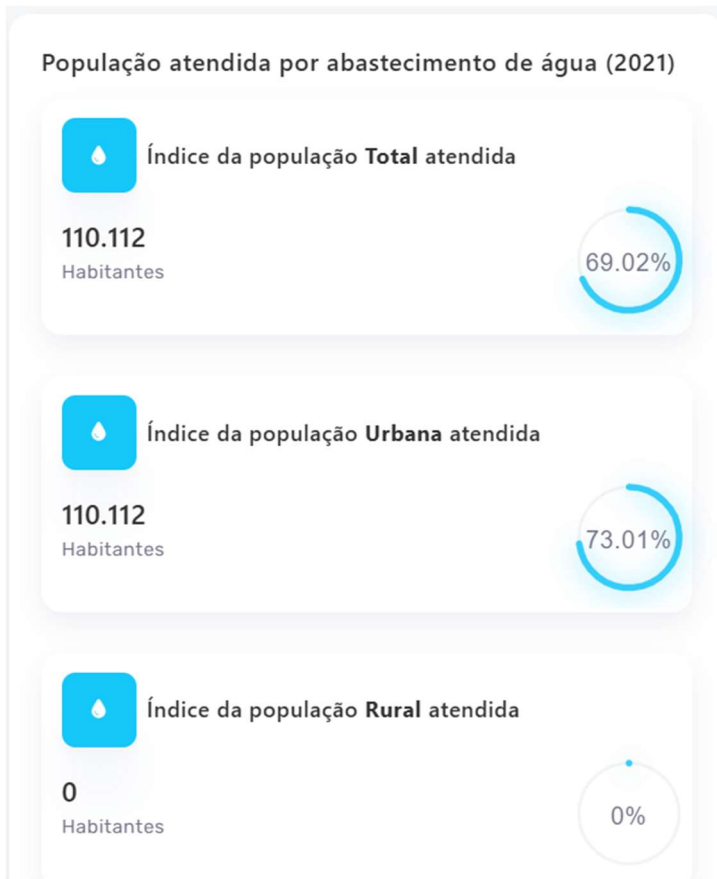 População atendida por abastecimento de água (2021)
Índice da população Total atendida
110.112
Habitantes
69.02%
Índice da população Urbana atendida
110.112
Habitantes
73.01%
Índice da população Rural atendida
0
Habitantes
0%